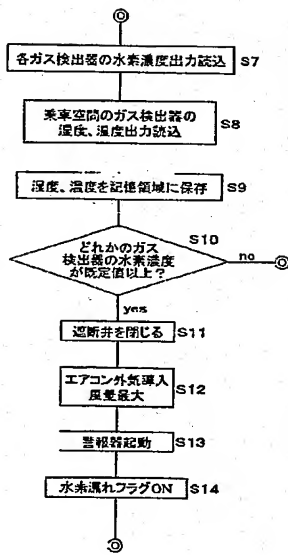 各ガス検出器の水素濃度出力読込
S7
乗車空間のガス検出器の
湿度、温度出力読込
S8
湿度、温度を記憶領域に保存
S9
S10
どれかのガス
検出器の水素濃度
が既定値以上?
no
yes
遮断弁を閉じる
S11
エアコン外気導入
風量最大
S12
警報器起動
S13
水素漏れフラグON
S14